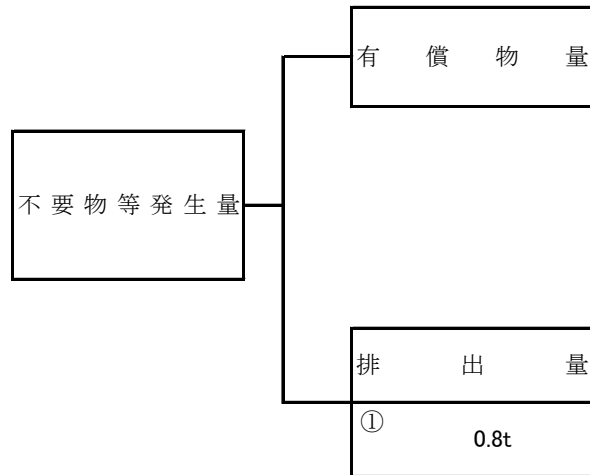 有償物量
不要物等発生量
排出量
①
0.8t